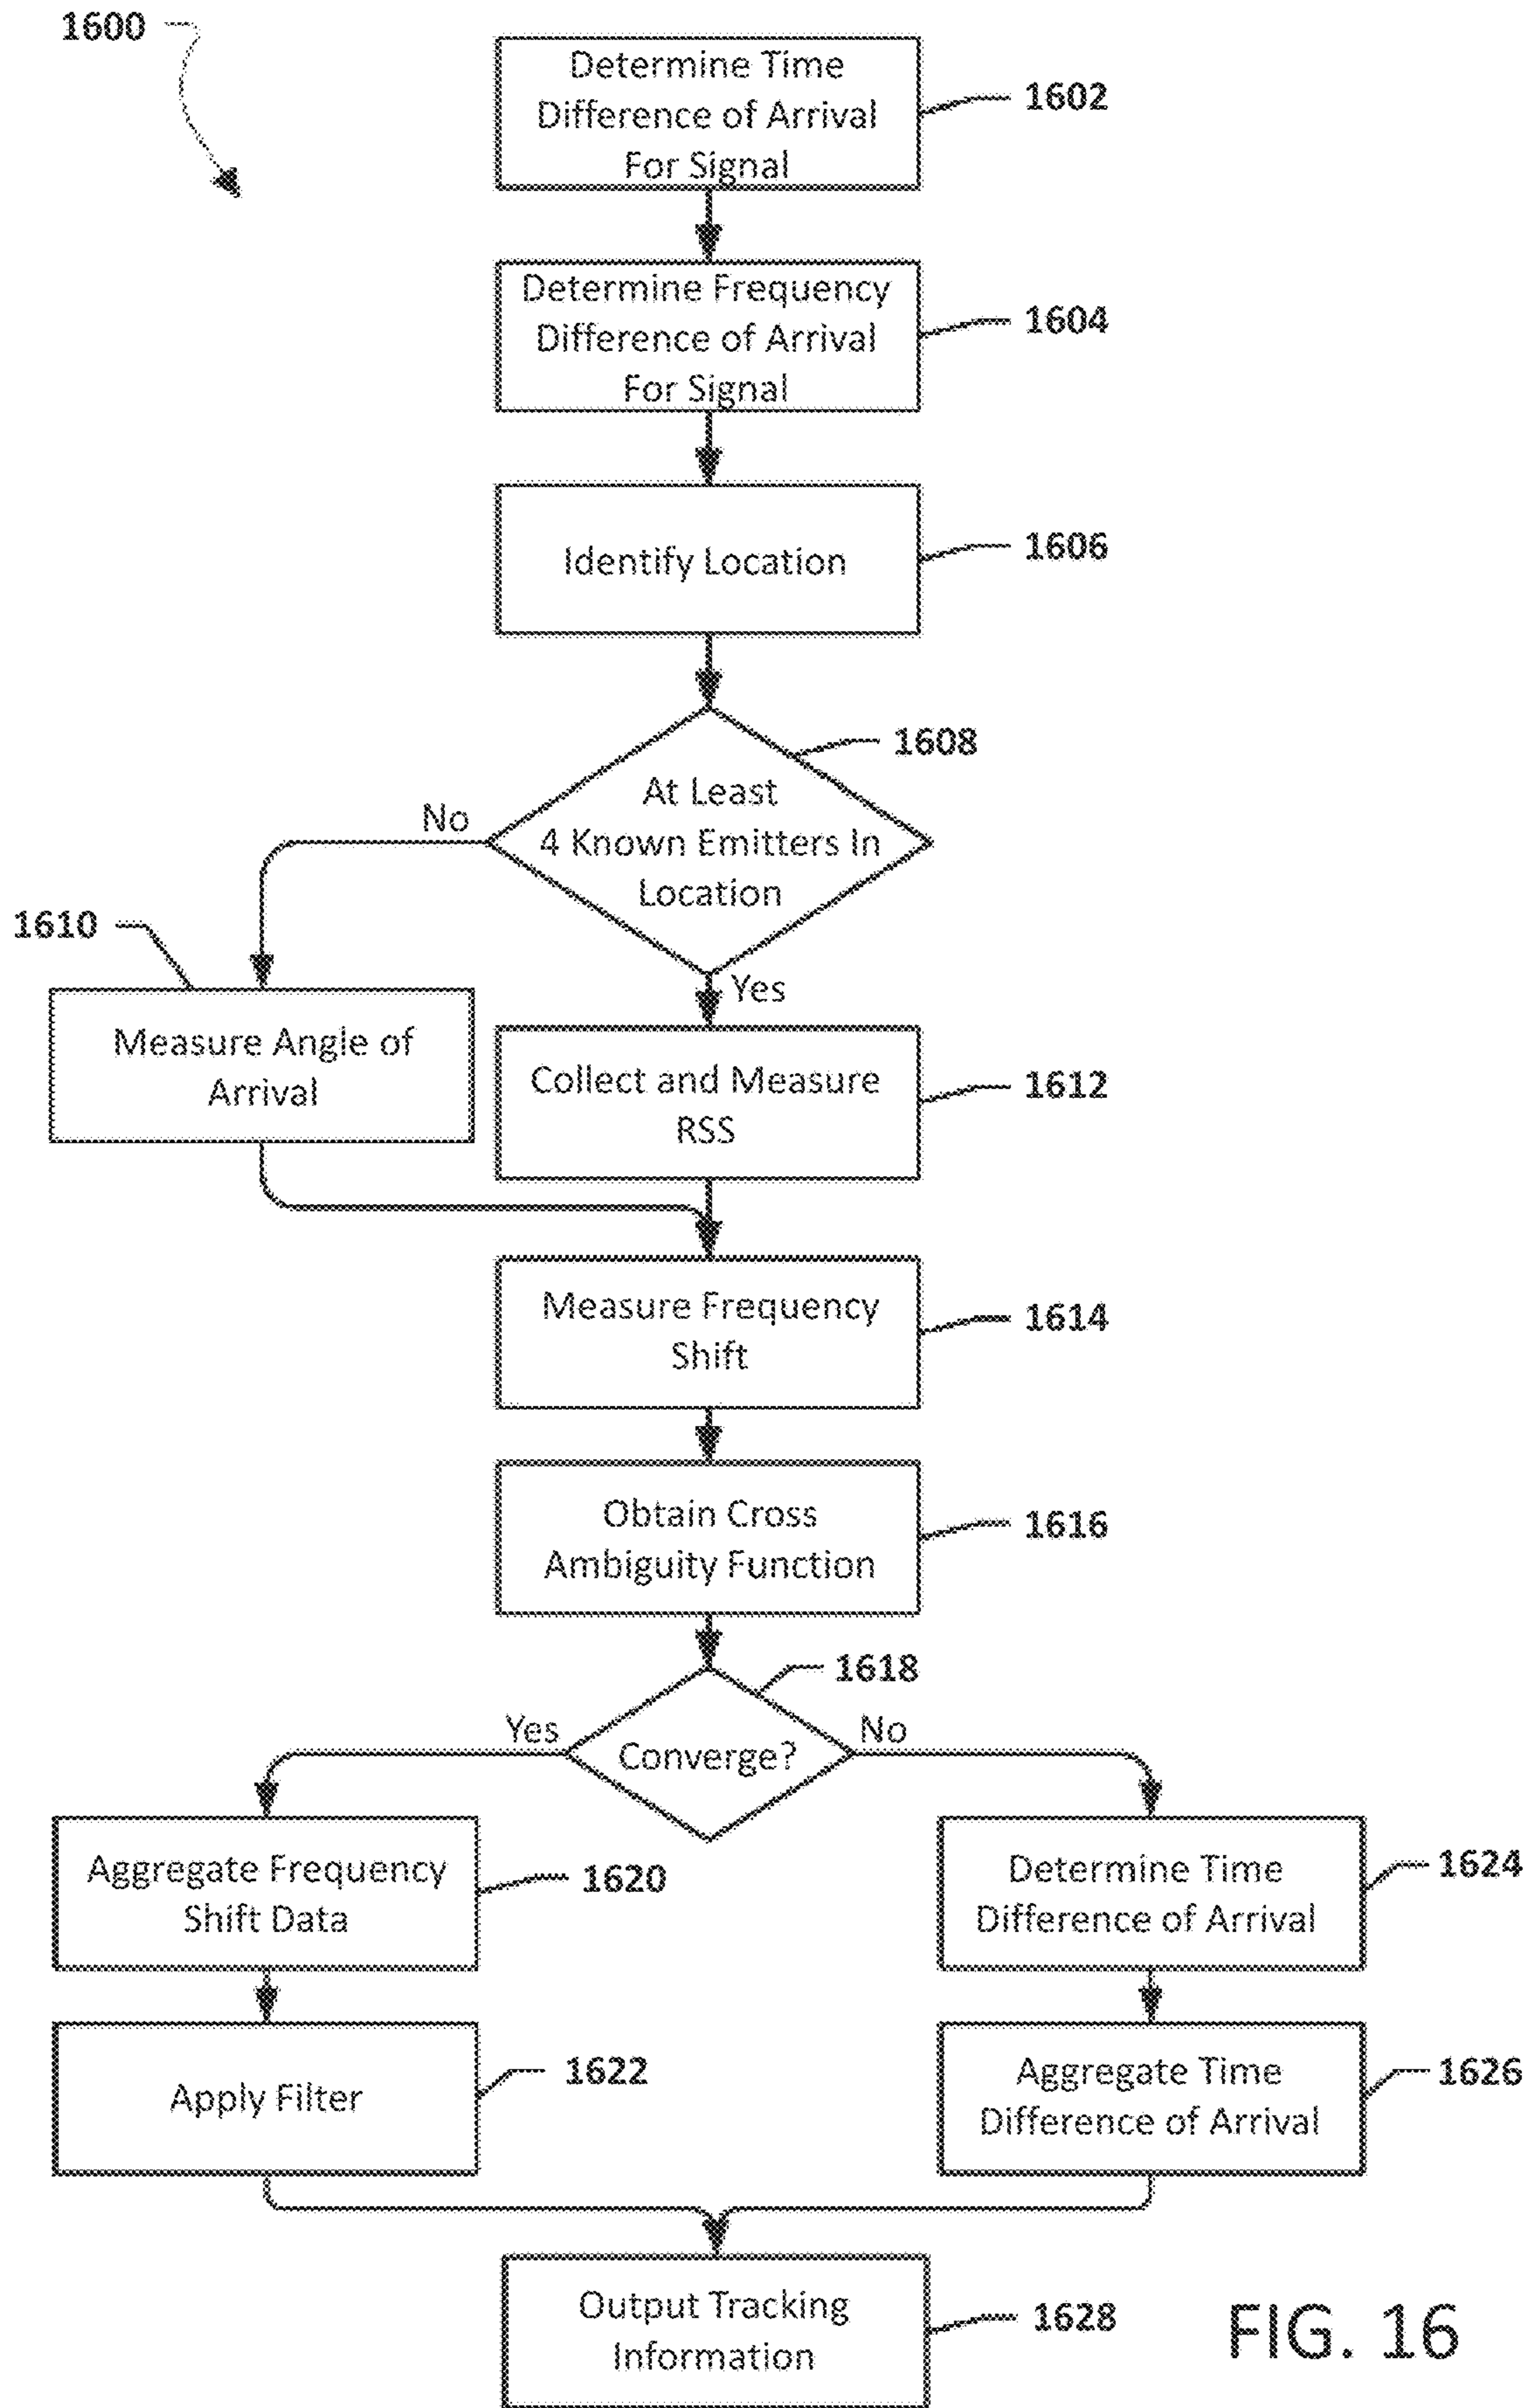 1600
Determine Time
Difference of Arrival
For Signal
1602
Determine Frequency
Difference of Arrival
For Signal
1604
Identify Location
1606
1608
At Least
4 Known Emitters In
Location
No
Yes
1610
Measure Angle of
Arrival
Collect and Measure
RSS
1612
Measure Frequency
Shift
1614
Obtain Cross
Ambiguity Function
1616
1618
Converge?
Yes
No
Aggregate Frequency
Shift Data
1620
Determine Time
Difference of Arrival
1624
Apply Filter
1622
Aggregate Time
Difference of Arrival
1626
Output Tracking
Information
1628
FIG. 16